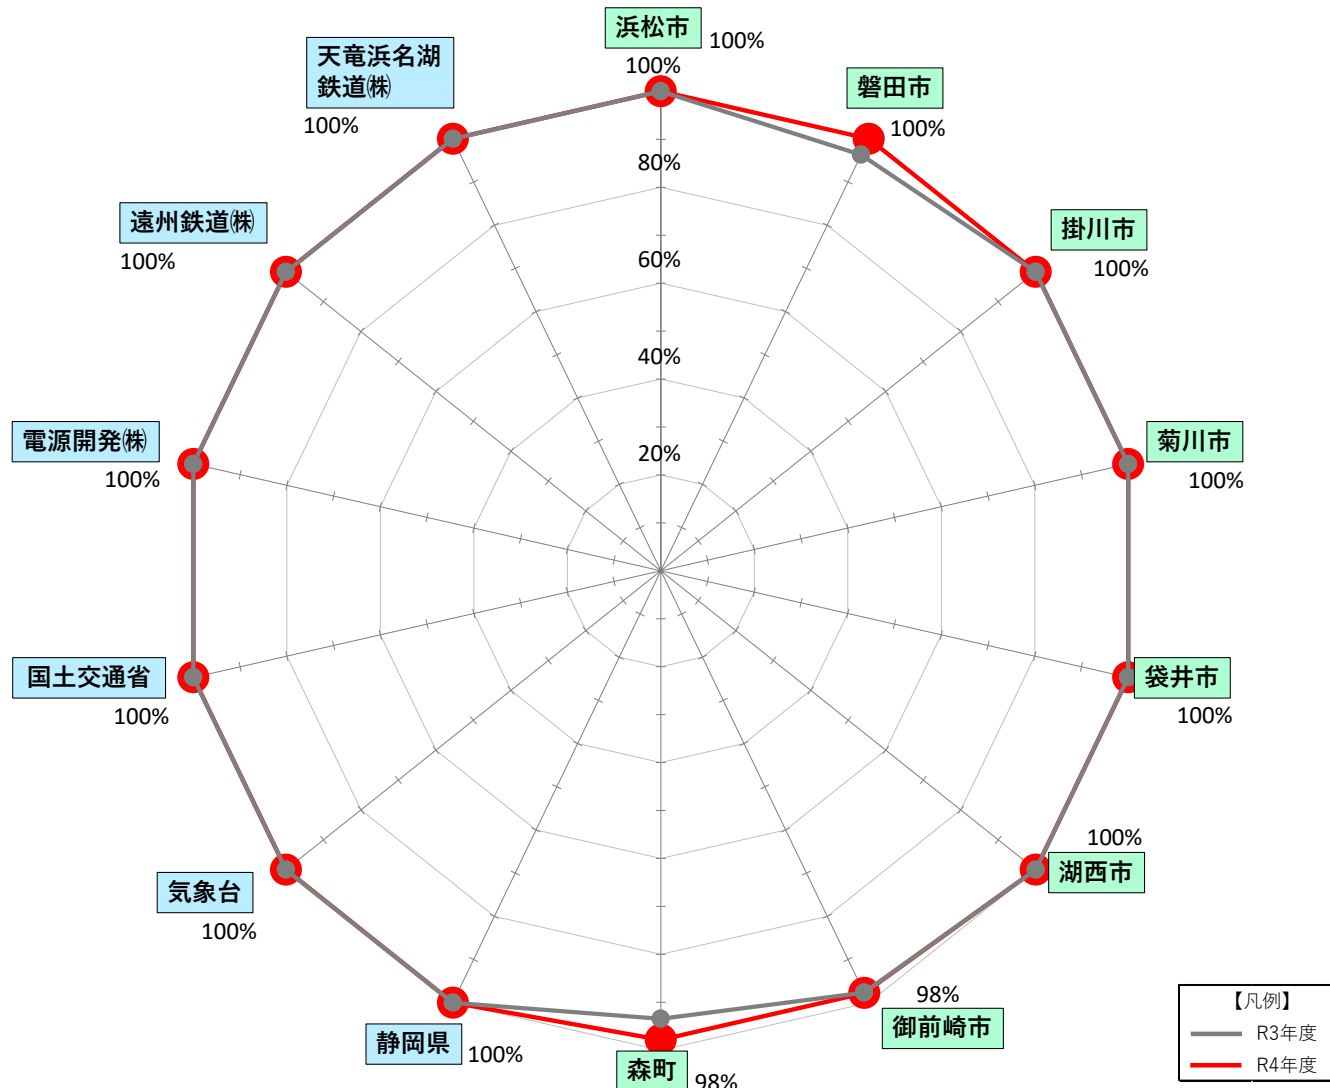 浜松市
100%
100%
天竜浜名湖
鉄道㈱
100%
磐田市
100%
80%
遠州鉄道㈱
100%
掛川市
100%
60%
40%
電源開発㈱
100%
菊川市
100%
20%
国土交通省
100%
袋井市
100%
100%
湖西市
気象台
100%
98%
御前崎市
静岡県
100%
森町
98%
【凡例】
R3年度
R4年度